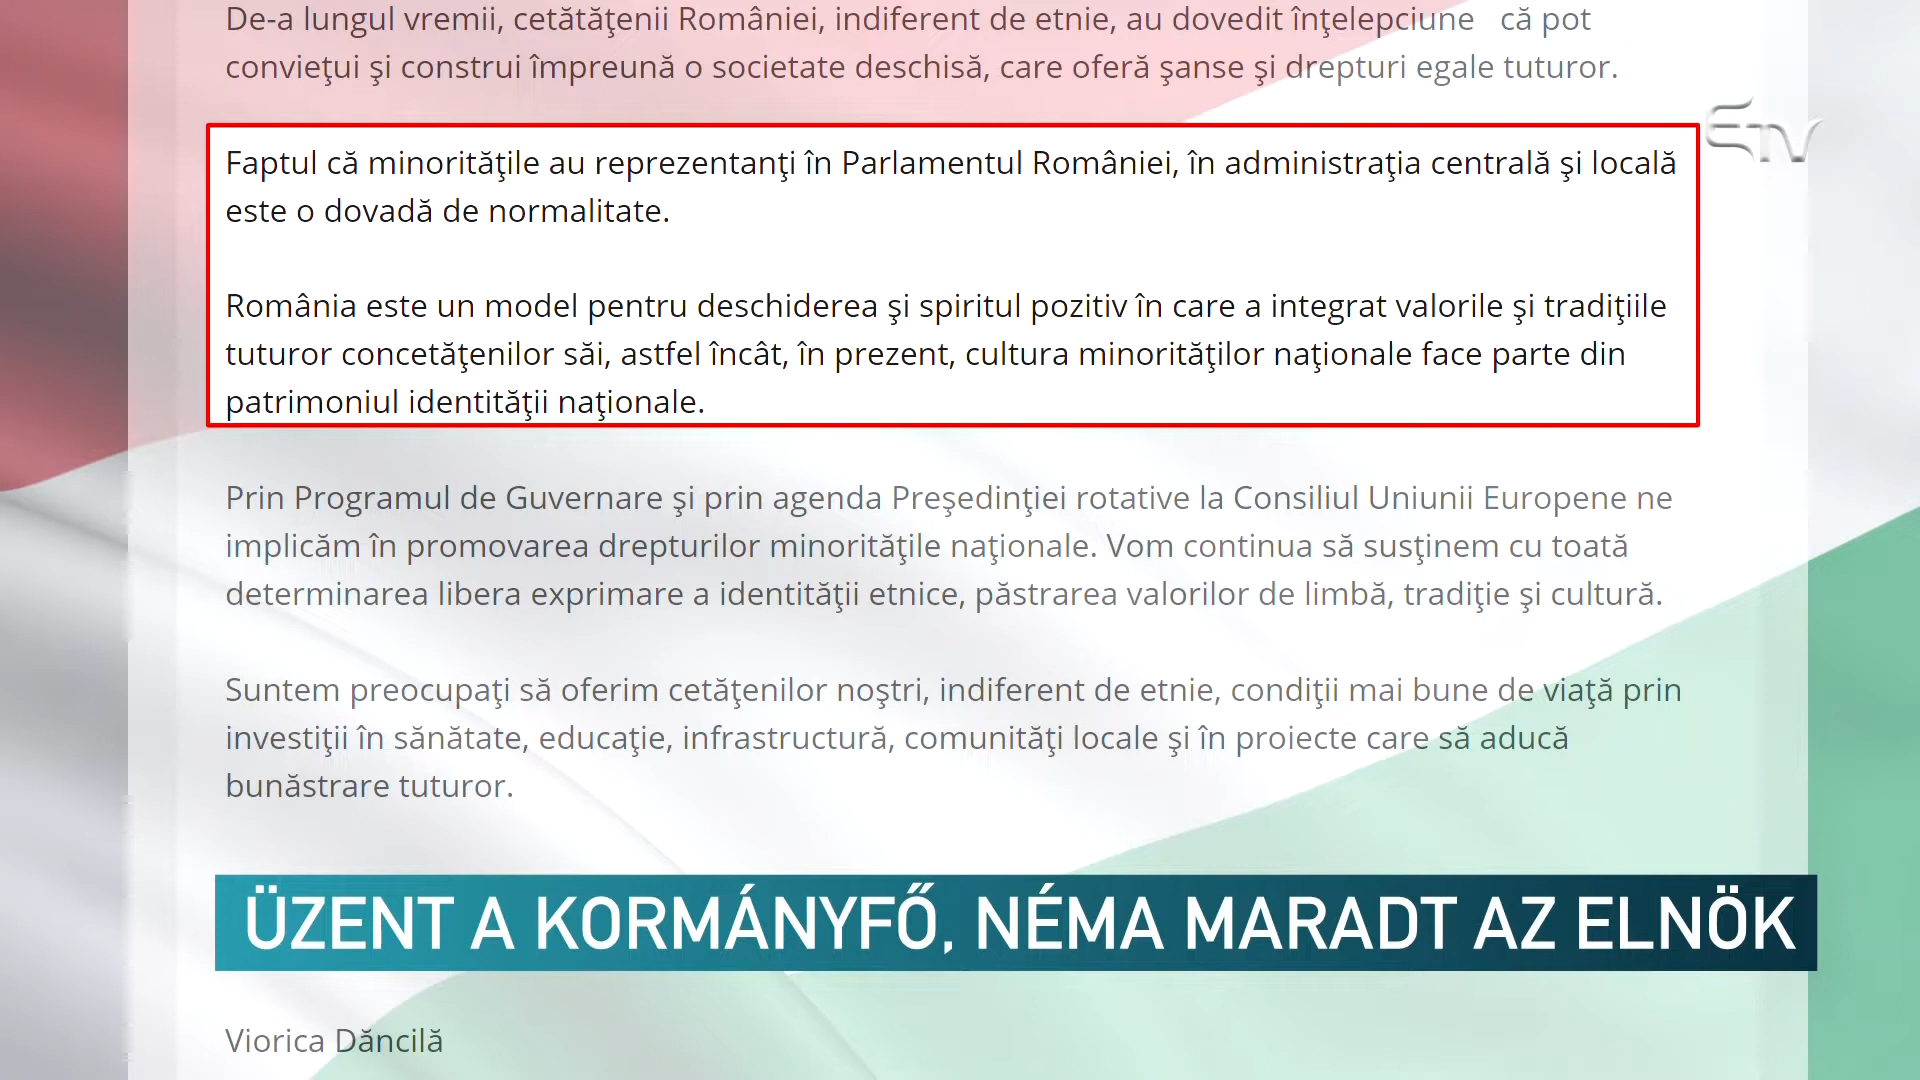 De-a lungul vremii, cetătăţenii României, indiferent de etnie, au dovedit înţelepciune că pot
convieţui şi construi împreună o societate deschisă, care oferă şanse şi drepturi egale tuturor.
ETV
Faptul că minorităţile au reprezentanţi în Parlamentul României, în administraţia centrală şi locală
este o dovadă de normalitate.
România este un model pentru deschiderea şi spiritul pozitiv în care a integrat valorile şi tradiţiile
tuturor concetăţenilor săi, astfel încât, în prezent, cultura minorităţilor naţionale face parte din
patrimoniul identităţii naţionale.
Prin Programul de Guvernare şi prin agenda Preşedinţiei rotative la Consiliul Uniunii Europene ne
implicăm în promovarea drepturilor minorităţile naţionale. Vom continua să susţinem cu toată
determinarea libera exprimare a identităţii etnice, păstrarea valorilor de limbă, tradiţie şi cultură.
Suntem preocupaţi să oferim cetăţenilor noştri, indiferent de etnie, condiţii mai bune de viaţă prin
investiţii în sănătate, educaţie, infrastructură, comunităţi locale şi în proiecte care să aducă
bunăstrare tuturor.
ÜZENT A KORMÁNYFŐ, NÉMA MARADT AZ ELNÖK
Viorica Dăncilă